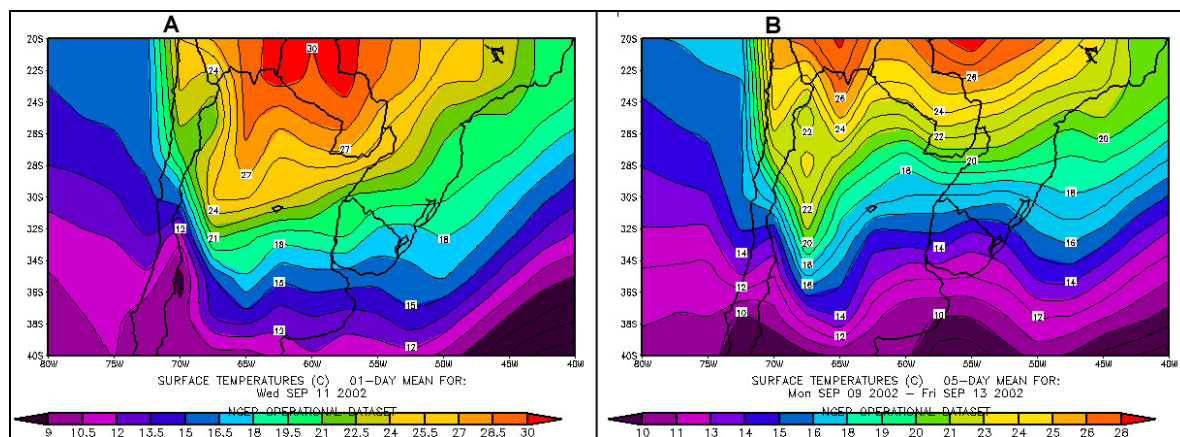 A
20S
22S
24S
26S
28S
30S
32S
34S
36S
38S
40S
30
24
27
27
24
12
21
18
18
15
15
12
12
80W 75W 70W 65W 60W 55W 50W 45W 40W
SURFACE TEMPERATURES (C) 01-DAY MEAN FOR:
Wed SEP 11 2002
NCEP OPERATIONAL DATASET
9 10.5 12 13.5 15 16.5 18 19.5 21 22.5 24 25.5 27 28.5 30
B
20S
22S
24S
26S
28S
30S
32S
34S
36S
38S
40S
26
26
24
22
24
22
20
20
18
18
22
20
16
14
14
18
14
12
16
14
10
10
12
12
80W 75W 70W 65W 60W 55W 50W 45W 40W
SURFACE TEMPERATURES (C) 05-DAY MEAN FOR:
Mon SEP 09 2002 – Fri SEP 13 2002
NCEP OPERATIONAL DATASET
10 11 13 14 15 16 18 19 20 21 23 24 25 26 28